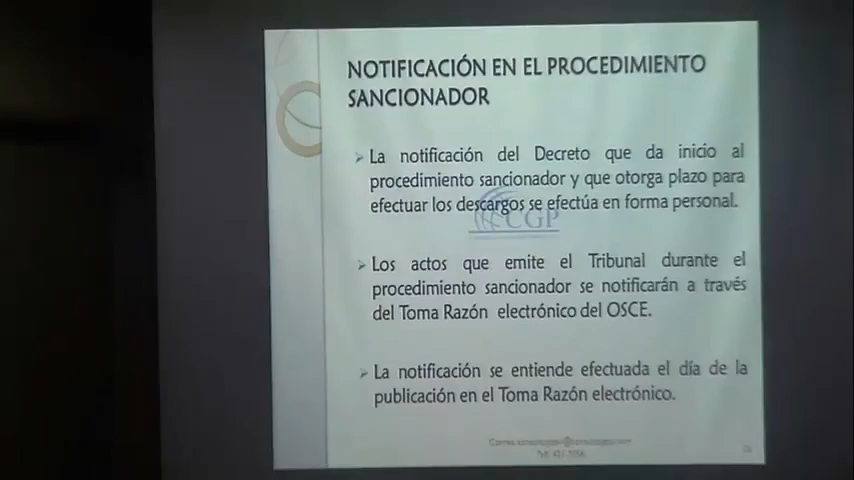 NOTIFICACIÓN EN EL PROCEDIMIENTO
SANCIONADOR
La notificación del Decreto que da inicio al
procedimiento sancionador y que otorga plazo para
efectuar los descargos se efectúa en forma personal.
CGP
Los actos que emite el Tribunal durante el
procedimiento sancionador se notificarán a través
del Toma Razón electrónico del OSCE.
La notificación se entiende efectuada el día de la
publicación en el Toma Razón electrónico.